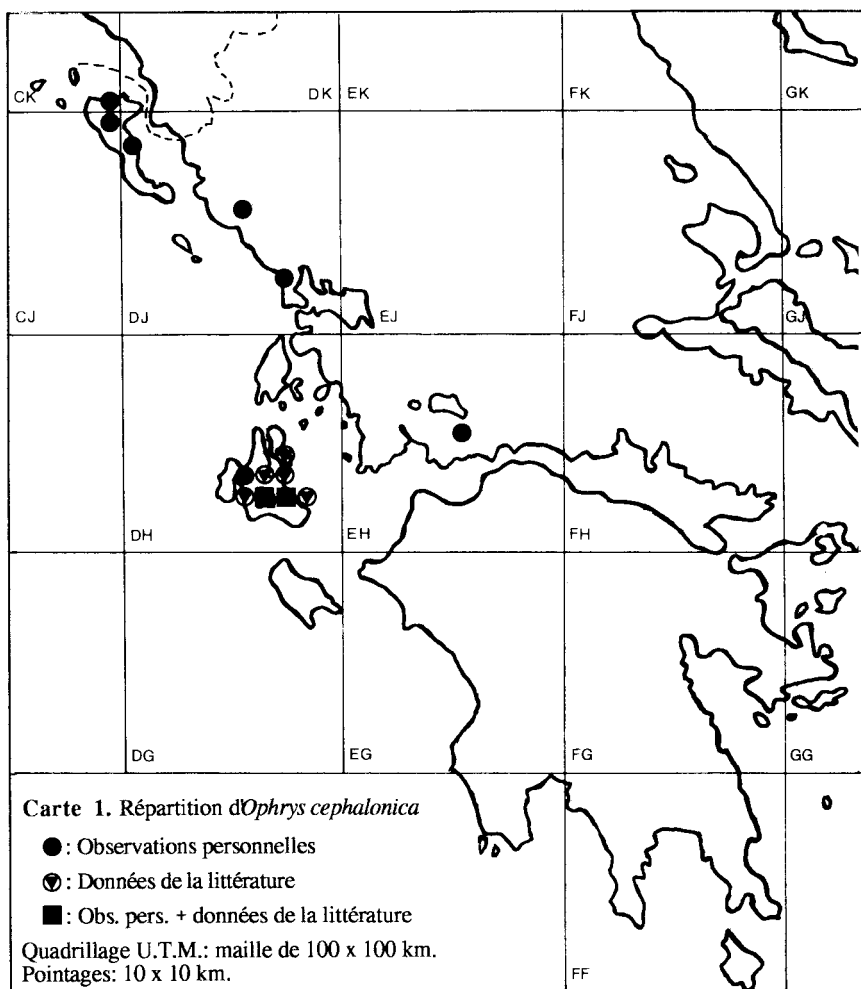 CK
DK
EK
FK
GK
CJ
DJ
EJ
FJ
GJ
DH
EH
FH
DG
EG
FG
GG
Carte 1. Répartition d'Ophrys cephalonica
: Observations personnelles
: Données de la littérature
: Obs. pers. + données de la littérature
Quadrillage U.T.M.: maille de 100 x 100 km.
Pointages: 10 x 10 km.
FF